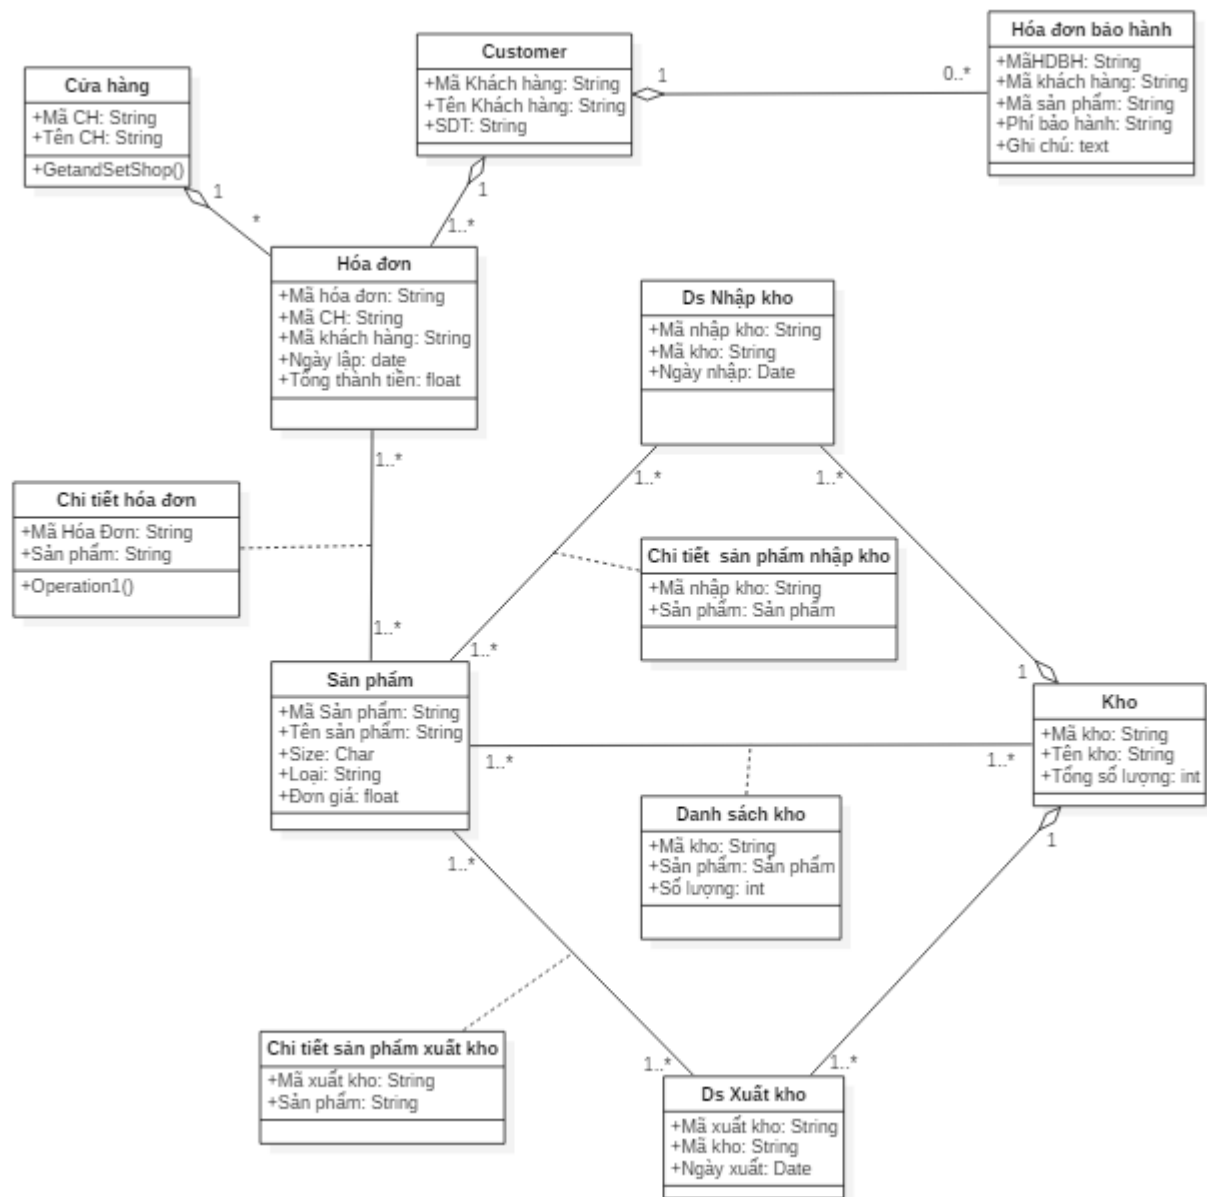 Cửa hàng
+Mã CH: String
+Tên CH: String
+GetandSetShop()
1
*
Customer
+Mã Khách hàng: String
+Tên Khách hàng: String
+SDT: String
1
0..*
1
1..*
Hóa đơn bảo hành
+MãHDBH: String
+Mã khách hàng: String
+Mã sản phẩm: String
+Phí bảo hành: String
+Ghi chú: text
Hóa đơn
+Mã hóa đơn: String
+Mã CH: String
+Mã khách hàng: String
+Ngày lập: date
+Tổng thành tiền: float
1..*
Ds Nhập kho
+Mã nhập kho: String
+Mã kho: String
+Ngày nhập: Date
1..*
1..*
Chi tiết hóa đơn
+Mã Hóa Đơn: String
+Sản phẩm: String
+Operation1()
Chi tiết  sản phẩm nhập kho
+Mã nhập kho: String
+Sản phẩm: Sản phẩm
1..*
1..*
1
Sản phẩm
+Mã Sản phẩm: String
+Tên sản phẩm: String
+Size: Char
+Loại: String
+Đơn giá: float
1..*
1..*
Kho
+Mã kho: String
+Tên kho: String
+Tổng số lượng: int
Danh sách kho
+Mã kho: String
+Sản phẩm: Sản phẩm
+Số lượng: int
1..*
1
Chi tiết sản phẩm xuất kho
+Mã xuất kho: String
+Sản phẩm: String
1..*
1..*
Ds Xuất kho
+Mã xuất kho: String
+Mã kho: String
+Ngày xuất: Date